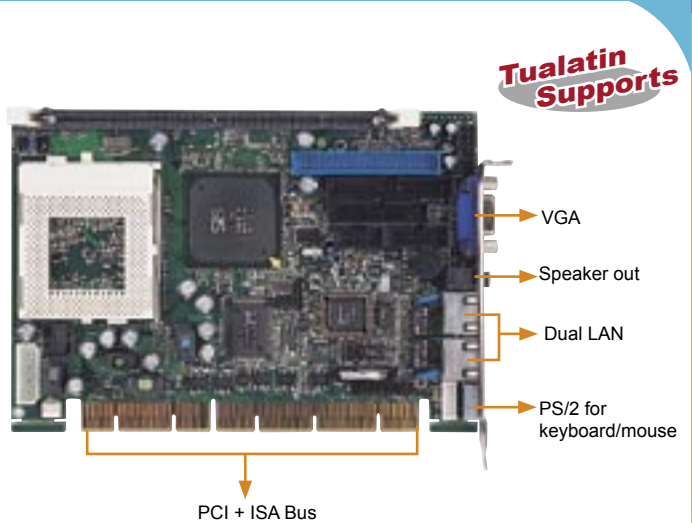 Tualatin
Supports
VGA
Speaker out
Dual LAN
PS/2 for
keyboard/mouse
PCI + ISA Bus